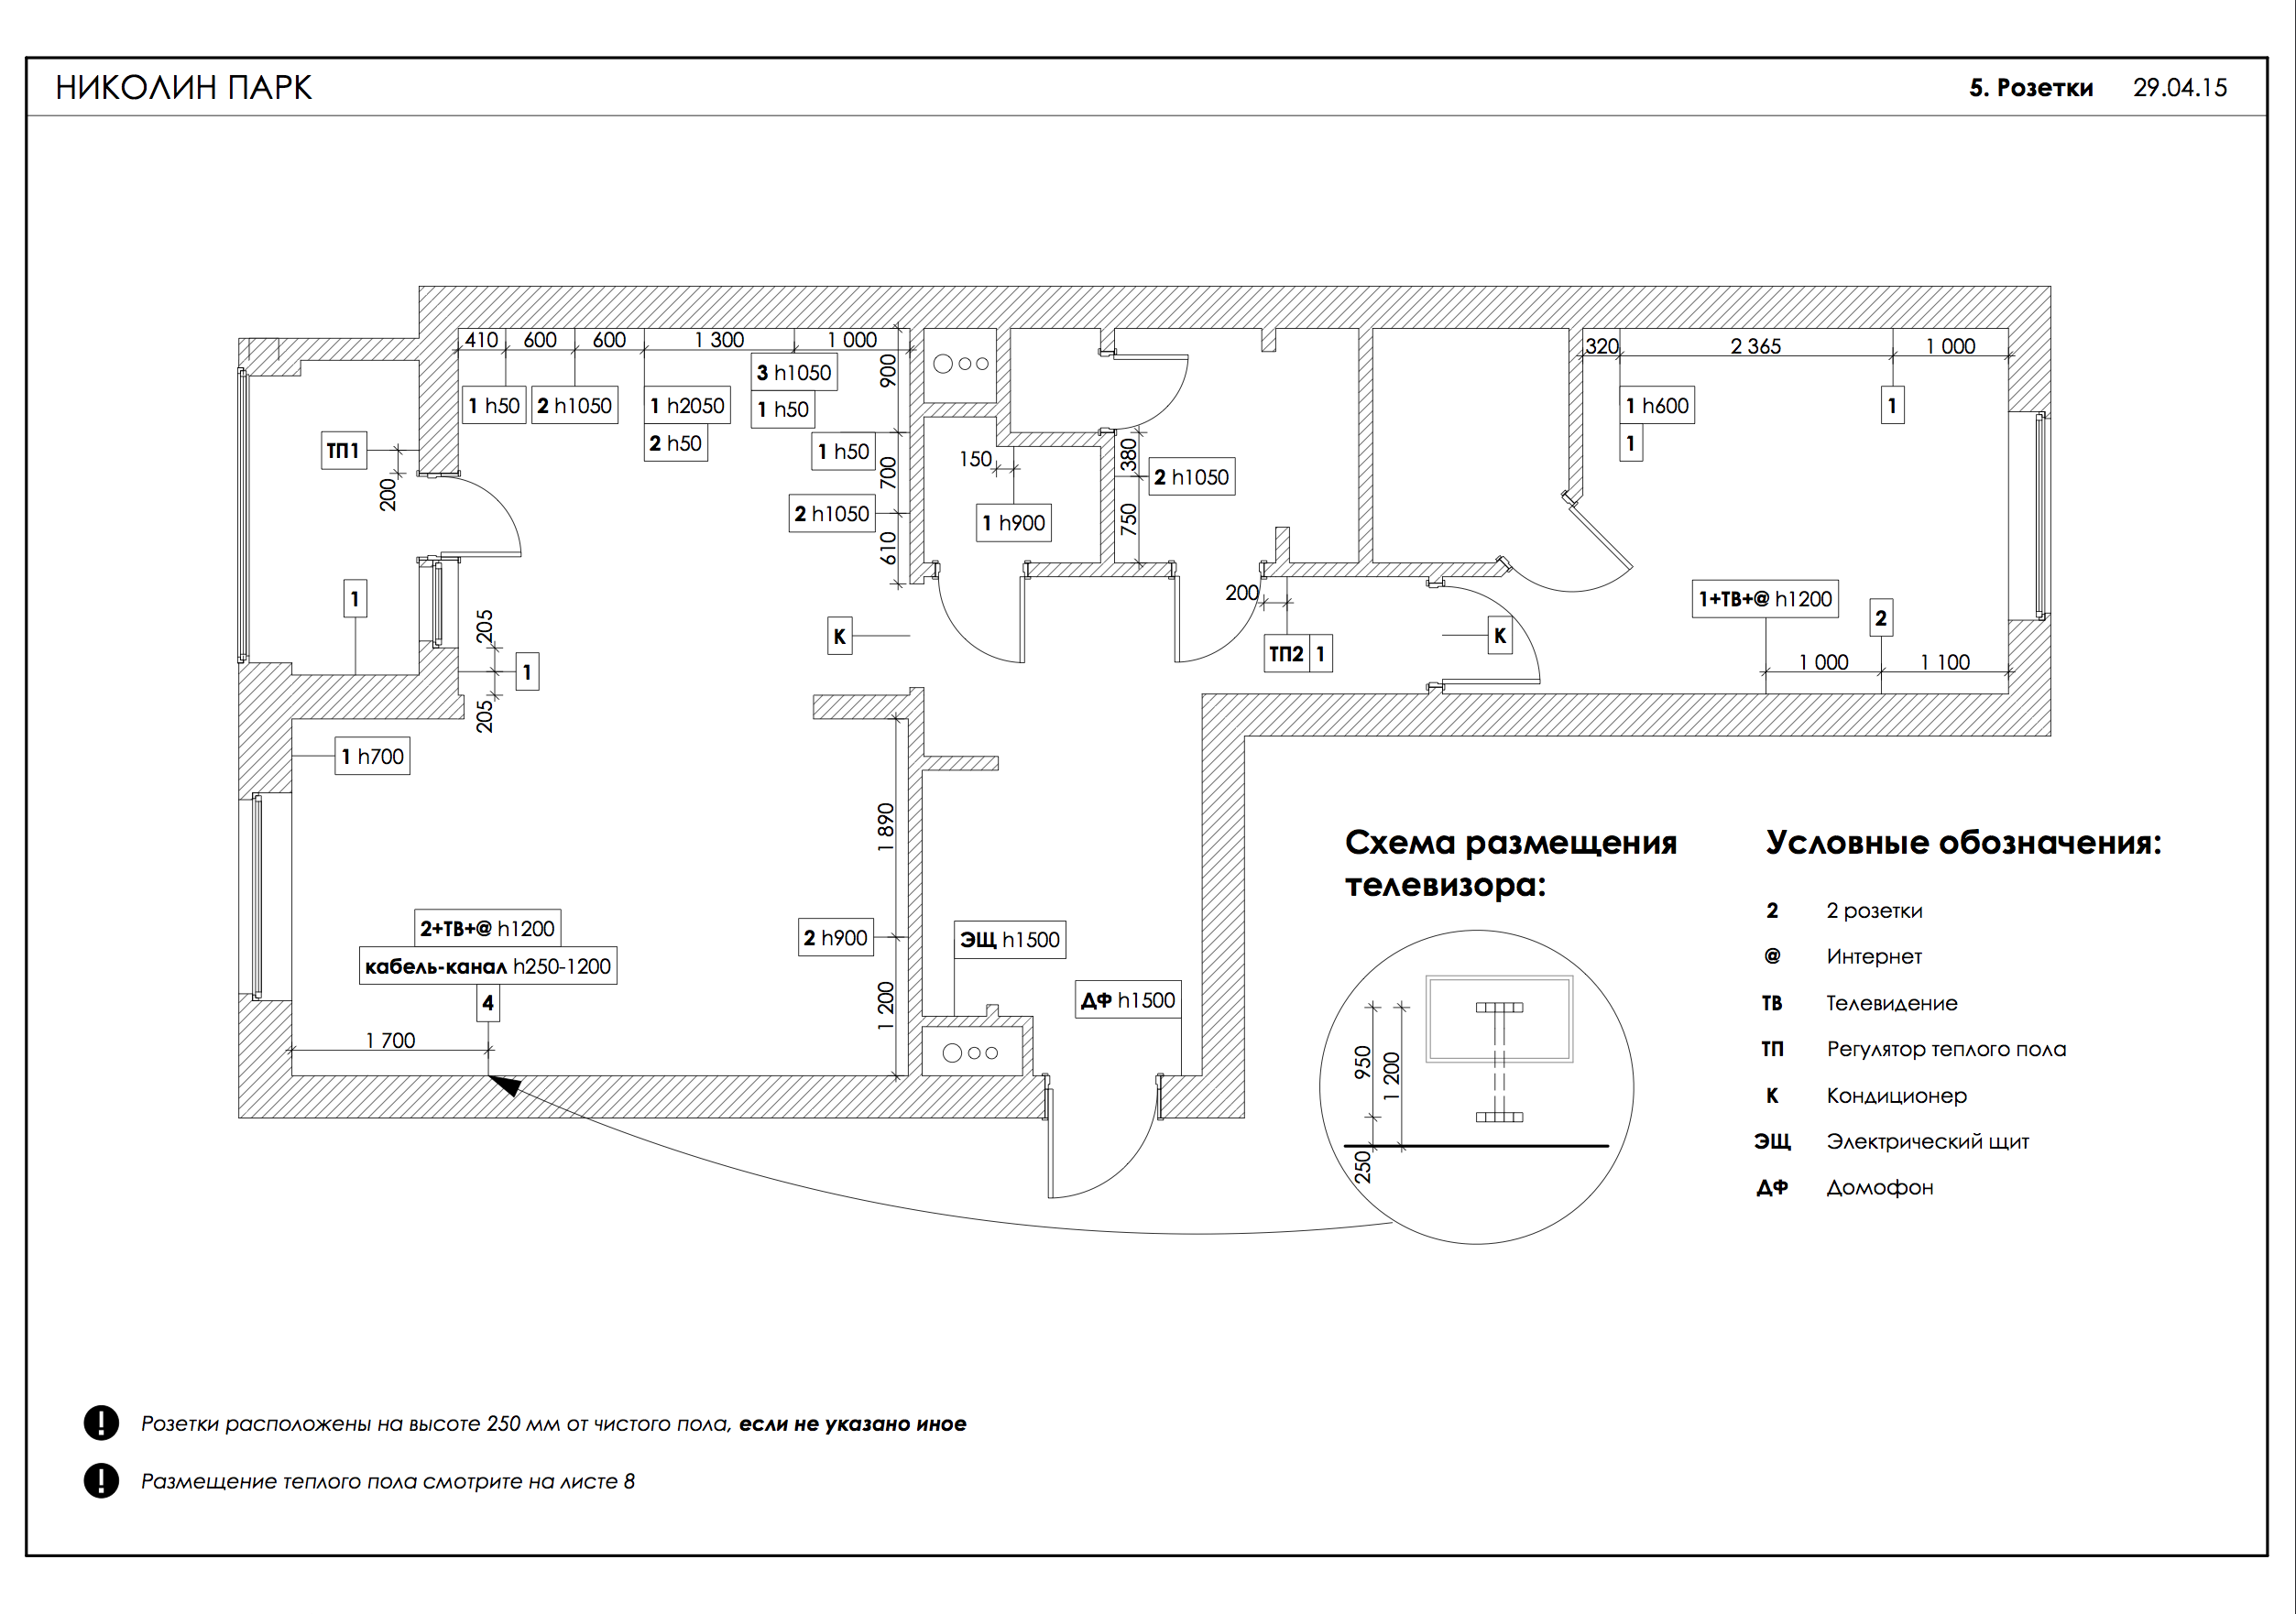 НИКОЛИН ПАРК
5. Розетки 29.04.15
410 600 600 1 300 1 000
900
320 2 365 1 000
3 h1050
1 h50
1 h50
2 h1050
1 h2050
2 h50
1 h600
1
1
ТП1
200
1 h50
700
150
380
2 h1050
2 h1050
1 h900
750
610
1
205
200
1+ТВ+@ h1200
2
К
ТП2 1
К
1
1 000 1 100
205
1 h700
1 890
Схема размещения
телевизора:
Условные обозначения:
2 2 розетки
@ Интернет
ТВ Телевидение
ТП Регулятор теплого пола
К Кондиционер
ЭЩ Электрический щит
ДФ Домофон
2+ТВ+@ h1200
кабель-канал h250-1200
4
2 h900
ЭЩ h1500
ДФ h1500
1 200
1 700
950
1 200
250
! Розетки расположены на высоте 250 мм от чистого пола, если не указано иное
! Размещение теплого пола смотрите на листе 8